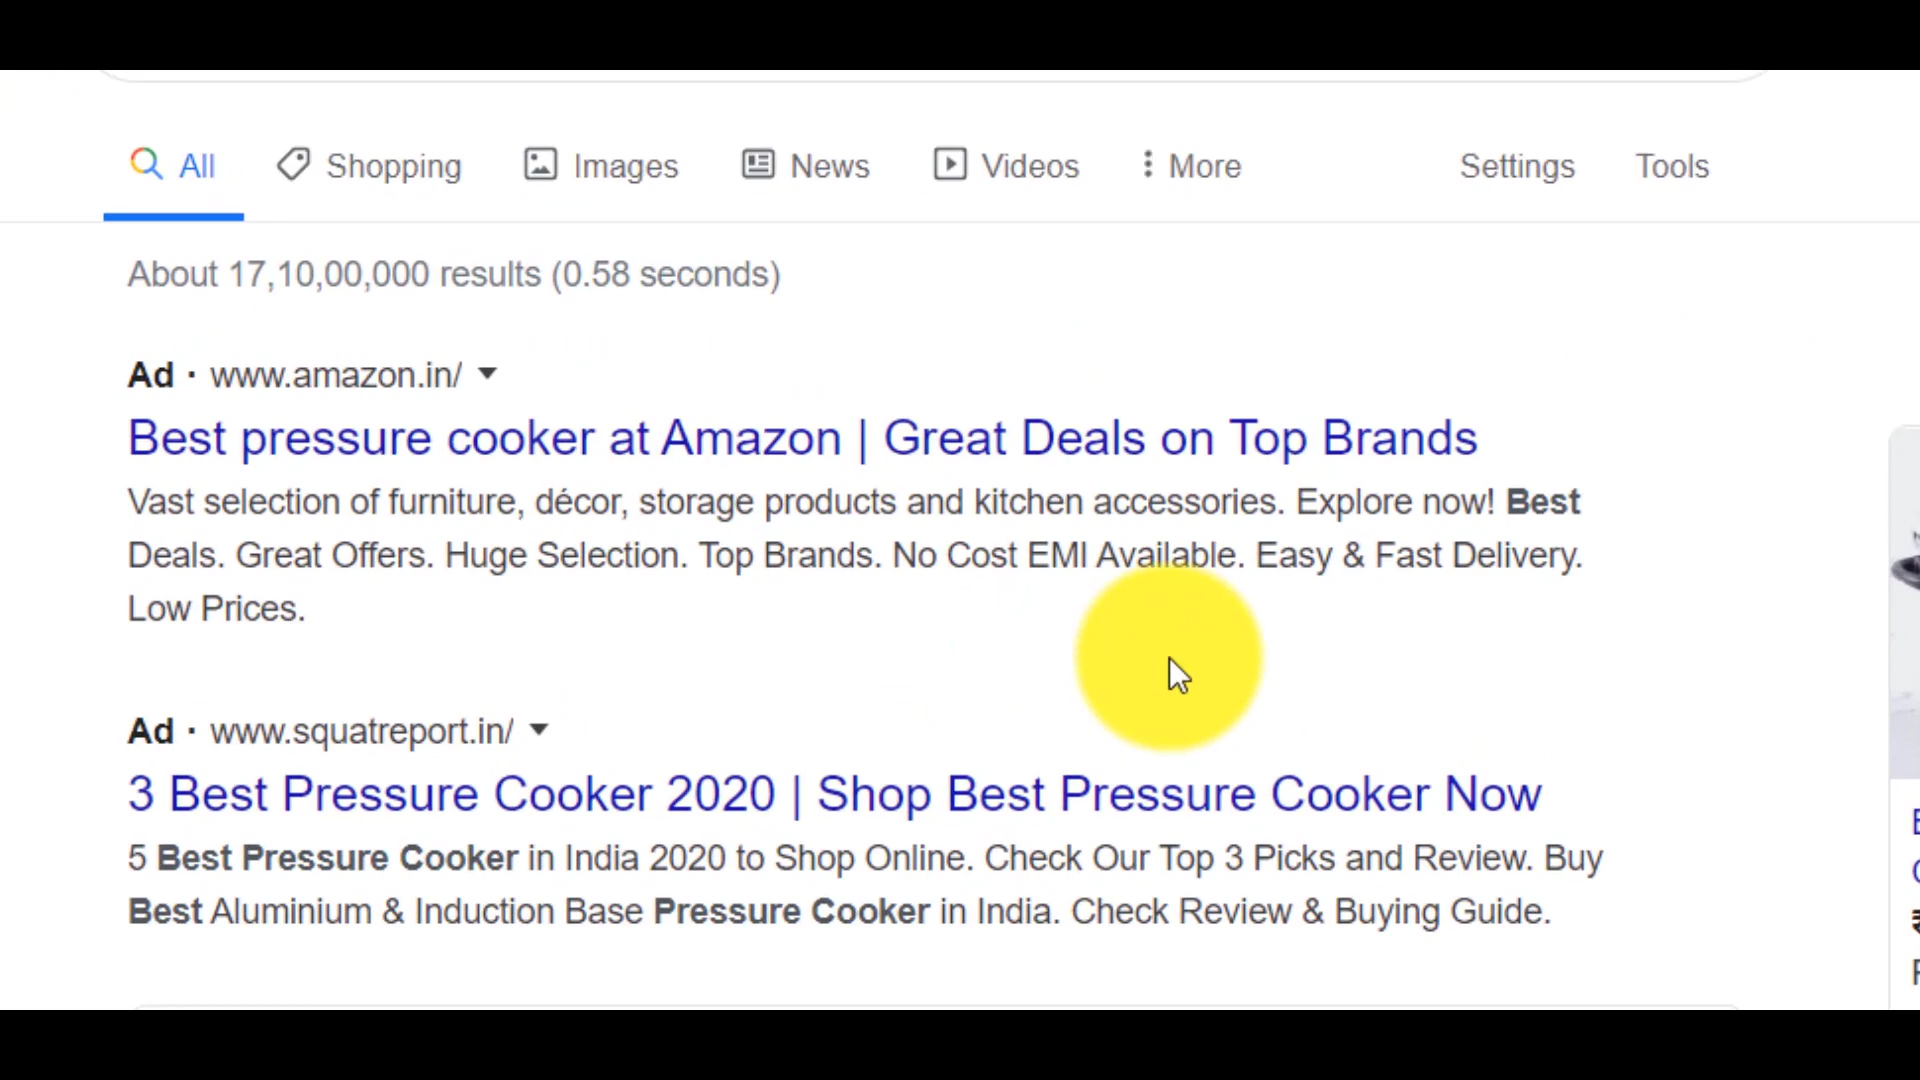 All Shopping Images News Videos More Settings Tools
About 17,10,00,000 results (0.58 seconds)
Ad · www.amazon.in/
Best pressure cooker at Amazon | Great Deals on Top Brands
Vast selection of furniture, décor, storage products and kitchen accessories. Explore now! Best
Deals. Great Offers. Huge Selection. Top Brands. No Cost EMI Available. Easy & Fast Delivery.
Low Prices.
Ad · www.squatreport.in/
3 Best Pressure Cooker 2020 | Shop Best Pressure Cooker Now
5 Best Pressure Cooker in India 2020 to Shop Online. Check Our Top 3 Picks and Review. Buy
Best Aluminium & Induction Base Pressure Cooker in India. Check Review & Buying Guide.